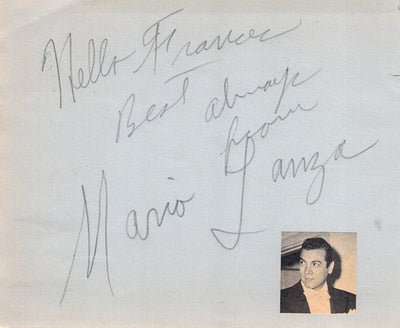 Hello Frances
Best always
from
Mario Lanza